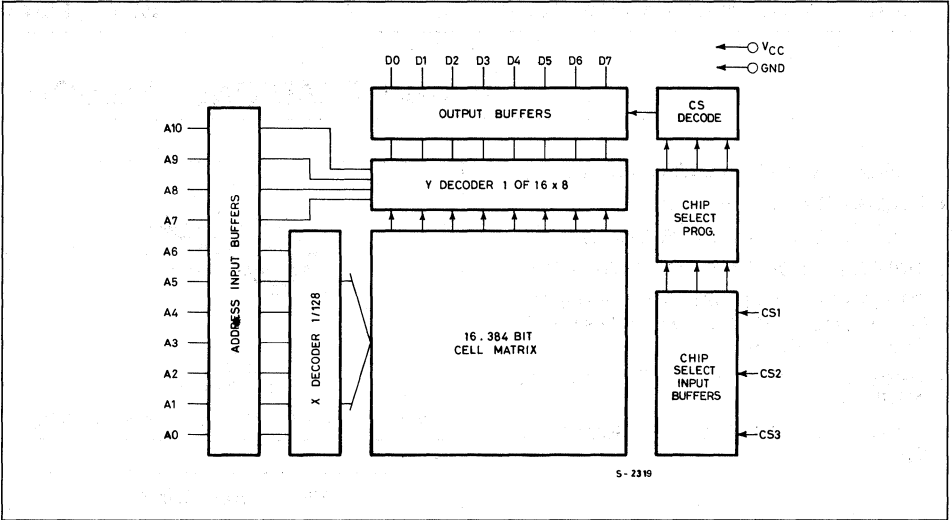 D0 D1 D2 D3 D4 D5 D6 D7
VCC
GND
OUTPUT BUFFERS
CS
DECODE
A10
A9
A8
A7
A6
A5
A4
A3
A2
A1
A0
ADDRESS INPUT BUFFERS
Y DECODER 1 OF 16 x 8
CHIP
SELECT
PROG.
X DECODER 1/128
16.384 BIT
CELL MATRIX
CHIP
SELECT
INPUT
BUFFERS
CS1
CS2
CS3
S-2319